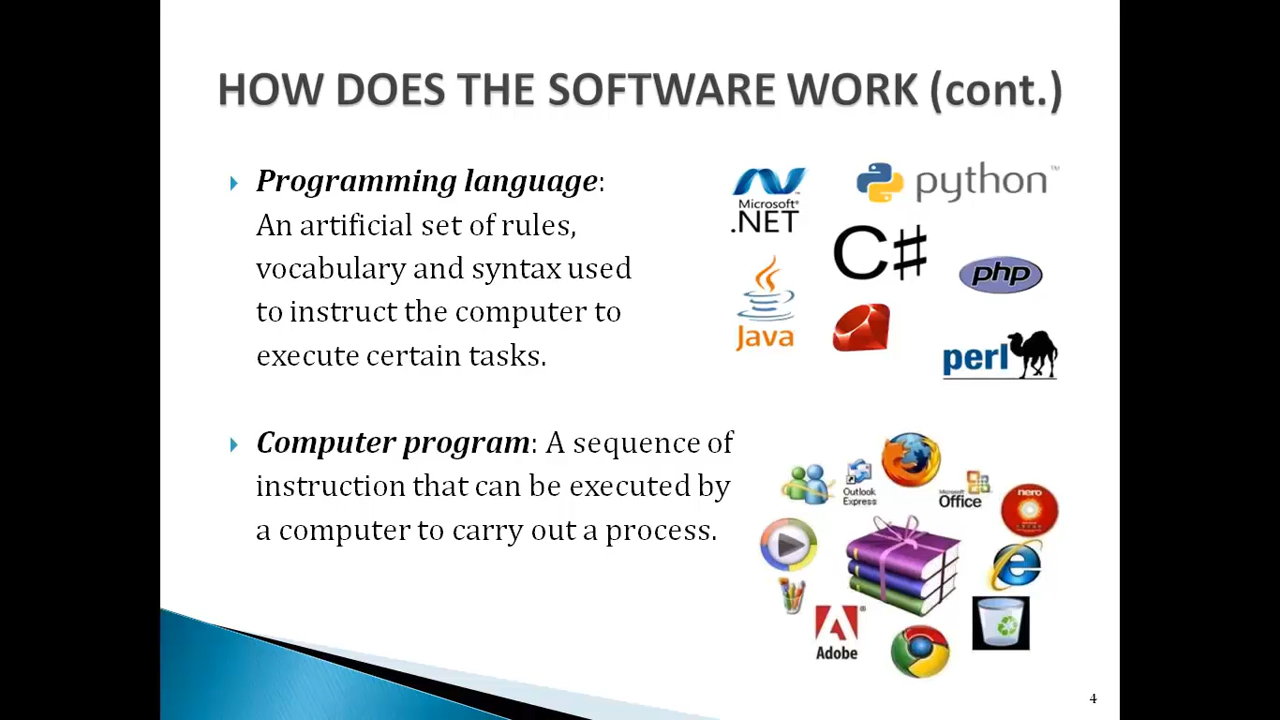 HOW DOES THE SOFTWARE WORK (cont.)
Programming language:
An artificial set of rules,
vocabulary and syntax used
to instruct the computer to
execute certain tasks.
Microsoft®
.NET
python™
C#
php
Java
perl
Computer program: A sequence of
instruction that can be executed by
a computer to carry out a process.
Outlook
Express
Microsoft
Office
nero
Adobe
4